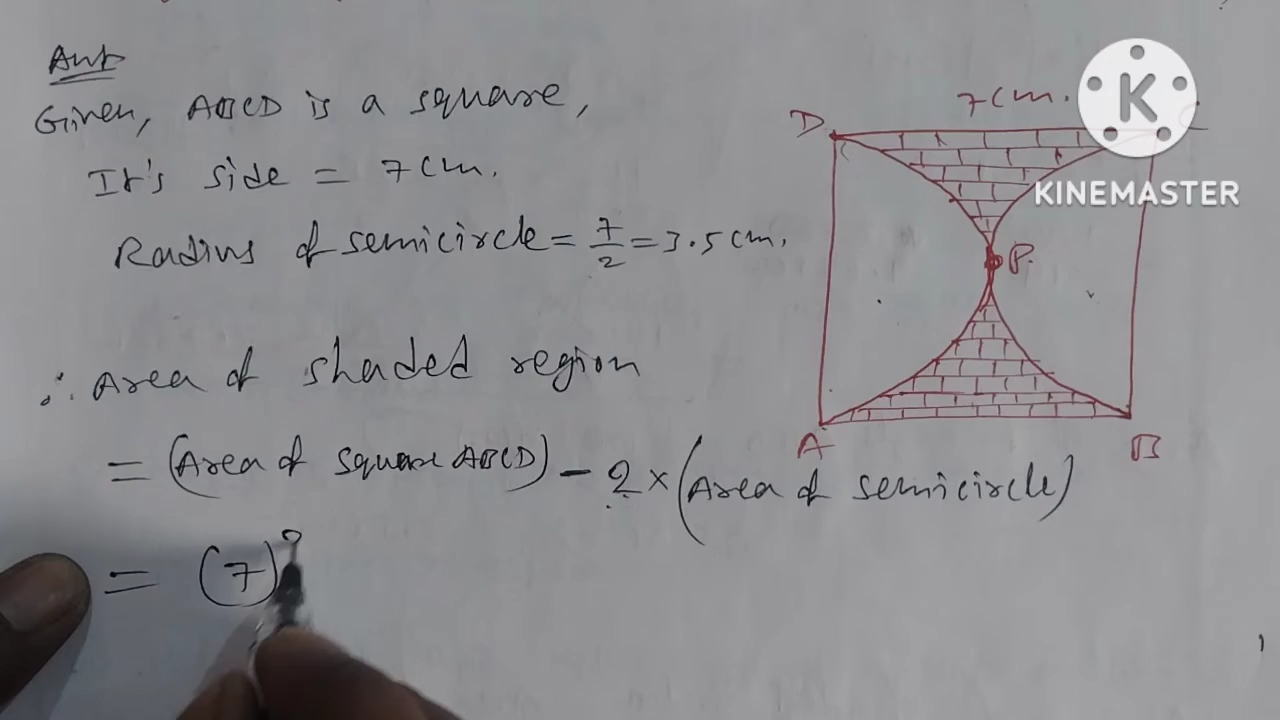 Ans
Given, ABCD is a square,
It's side = 7cm.
Radius of semicircle = 7/2 = 3.5 cm.
∴ Area of shaded region
= (Area of square ABCD) - 2 × (Area of semicircle)
= (7)²
7cm.
D
C
P.
A
B
K
KINEMASTER